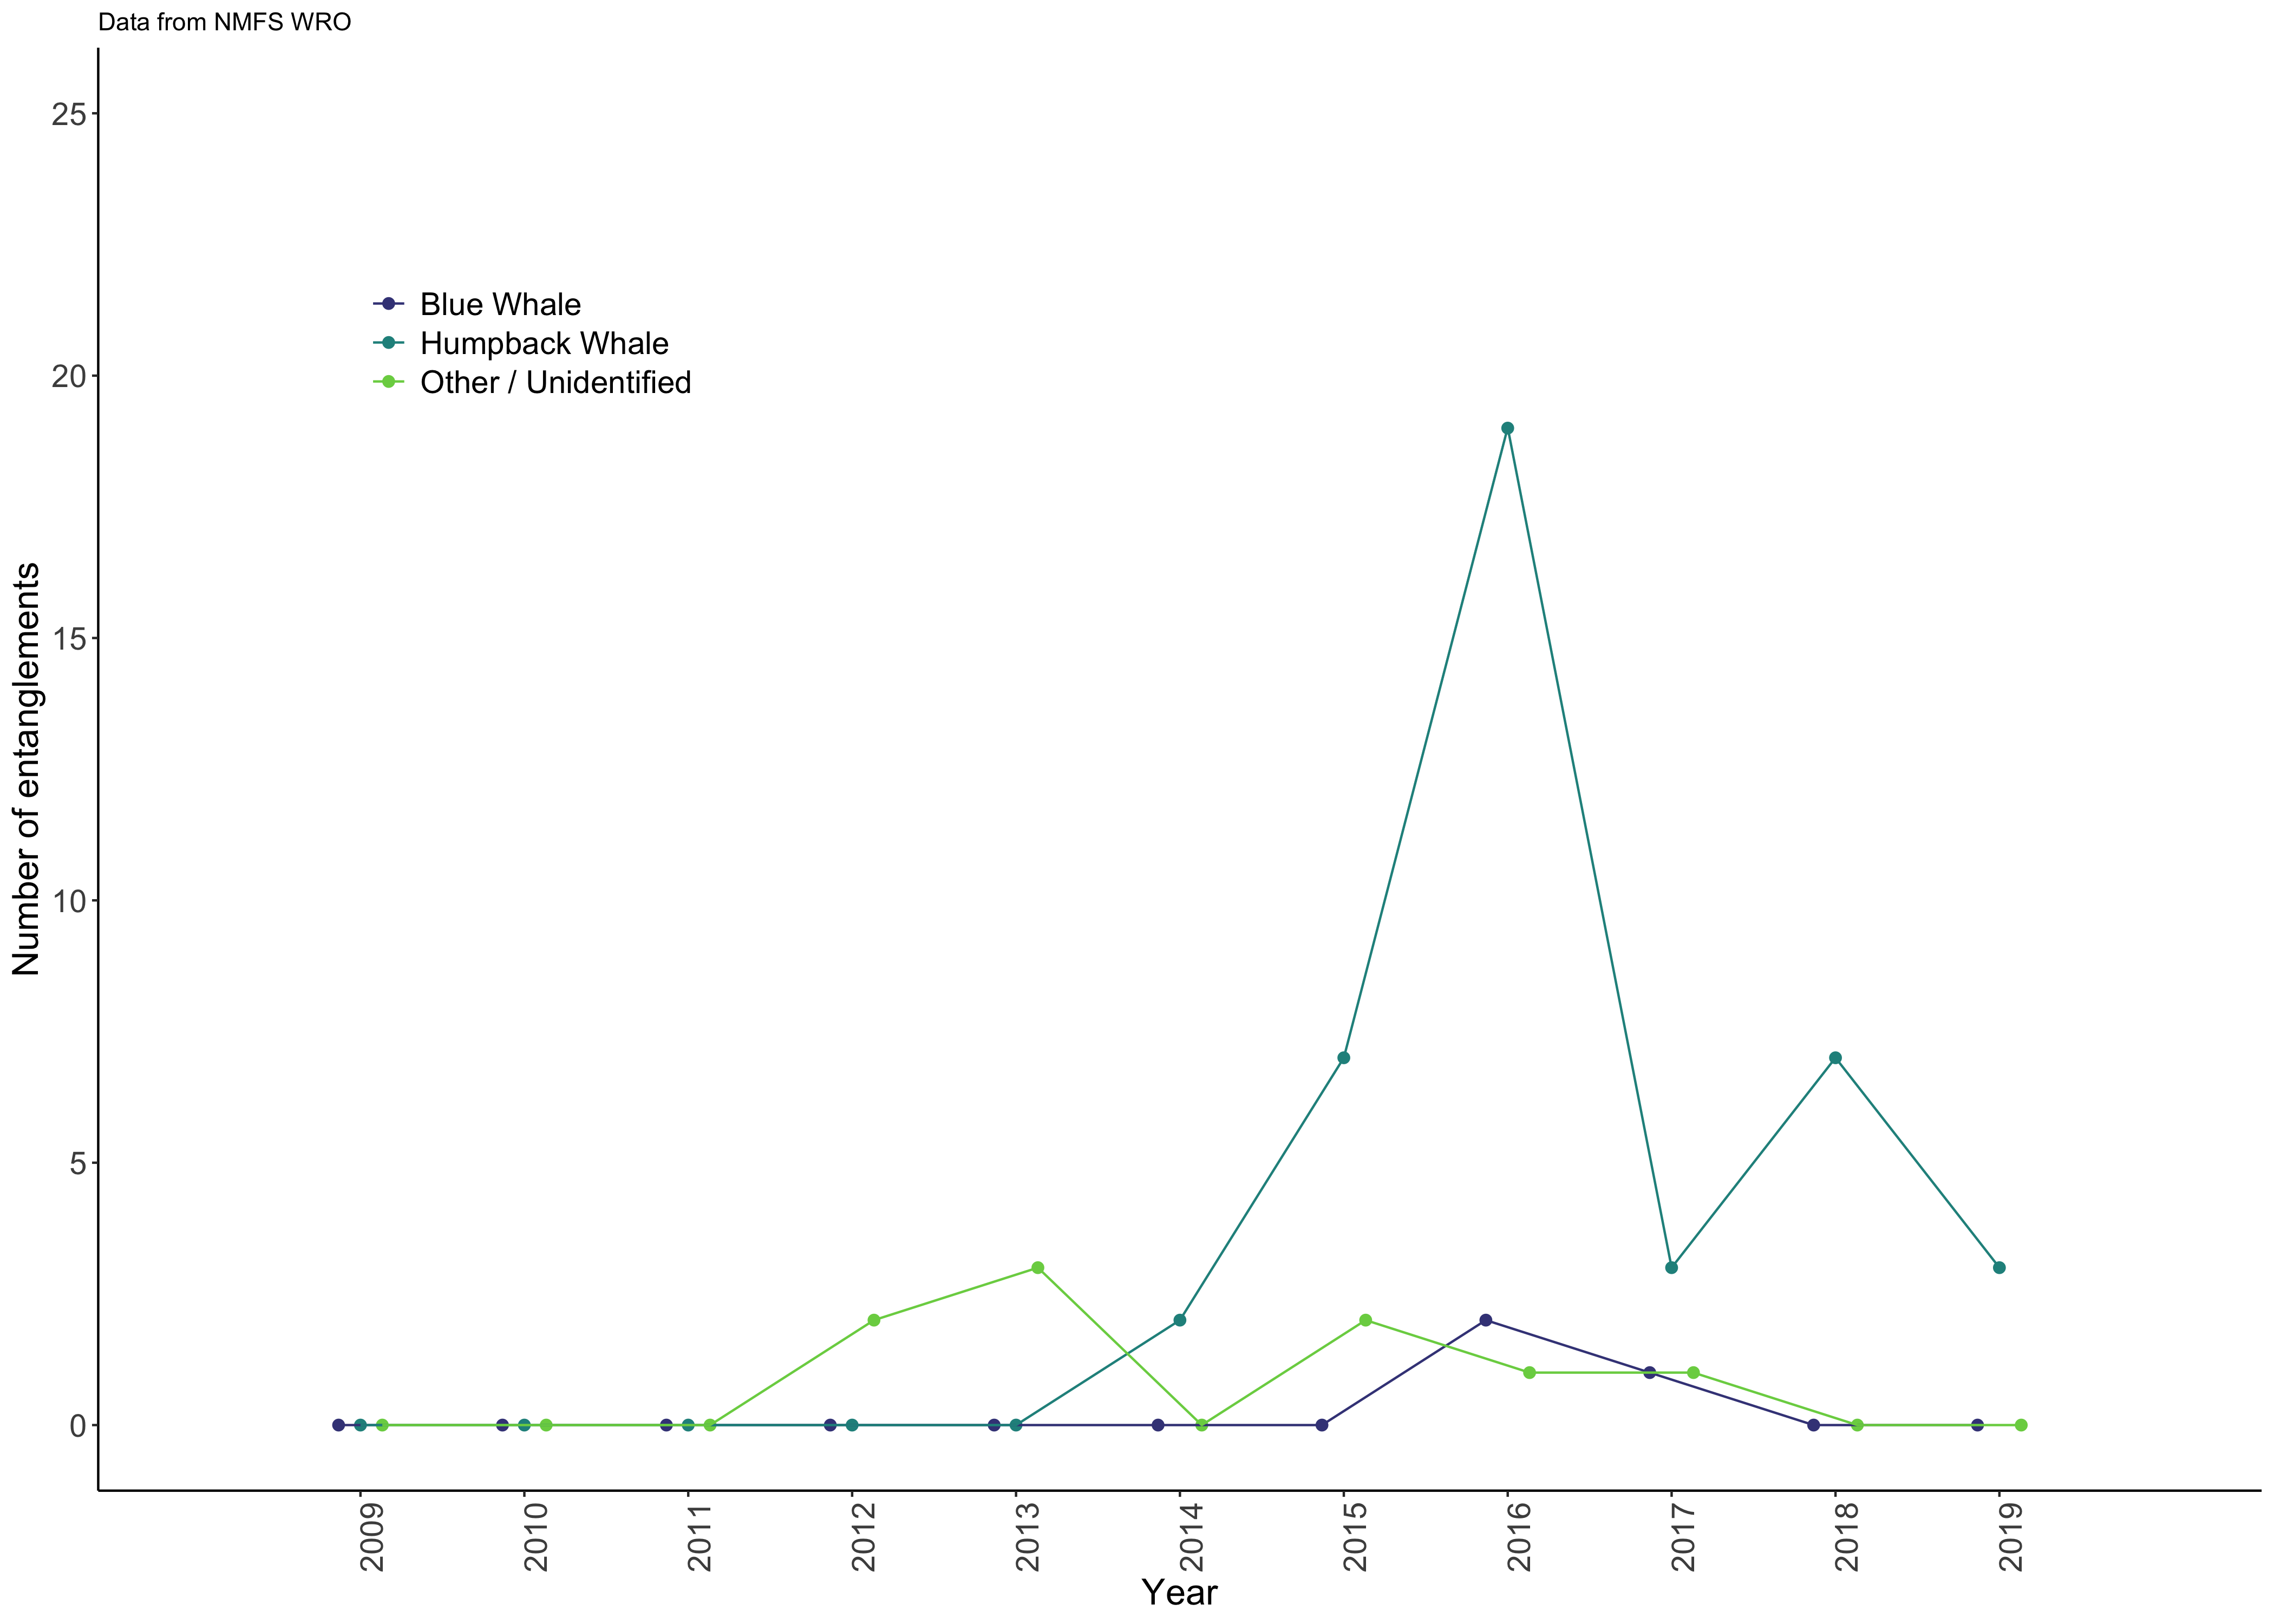 Data from NMFS WRO
25
20
15
10
5
0
Number of entanglements
Blue Whale
Humpback Whale
Other / Unidentified
2009
2010
2011
2012
2013
2014
2015
2016
2017
2018
2019
Year